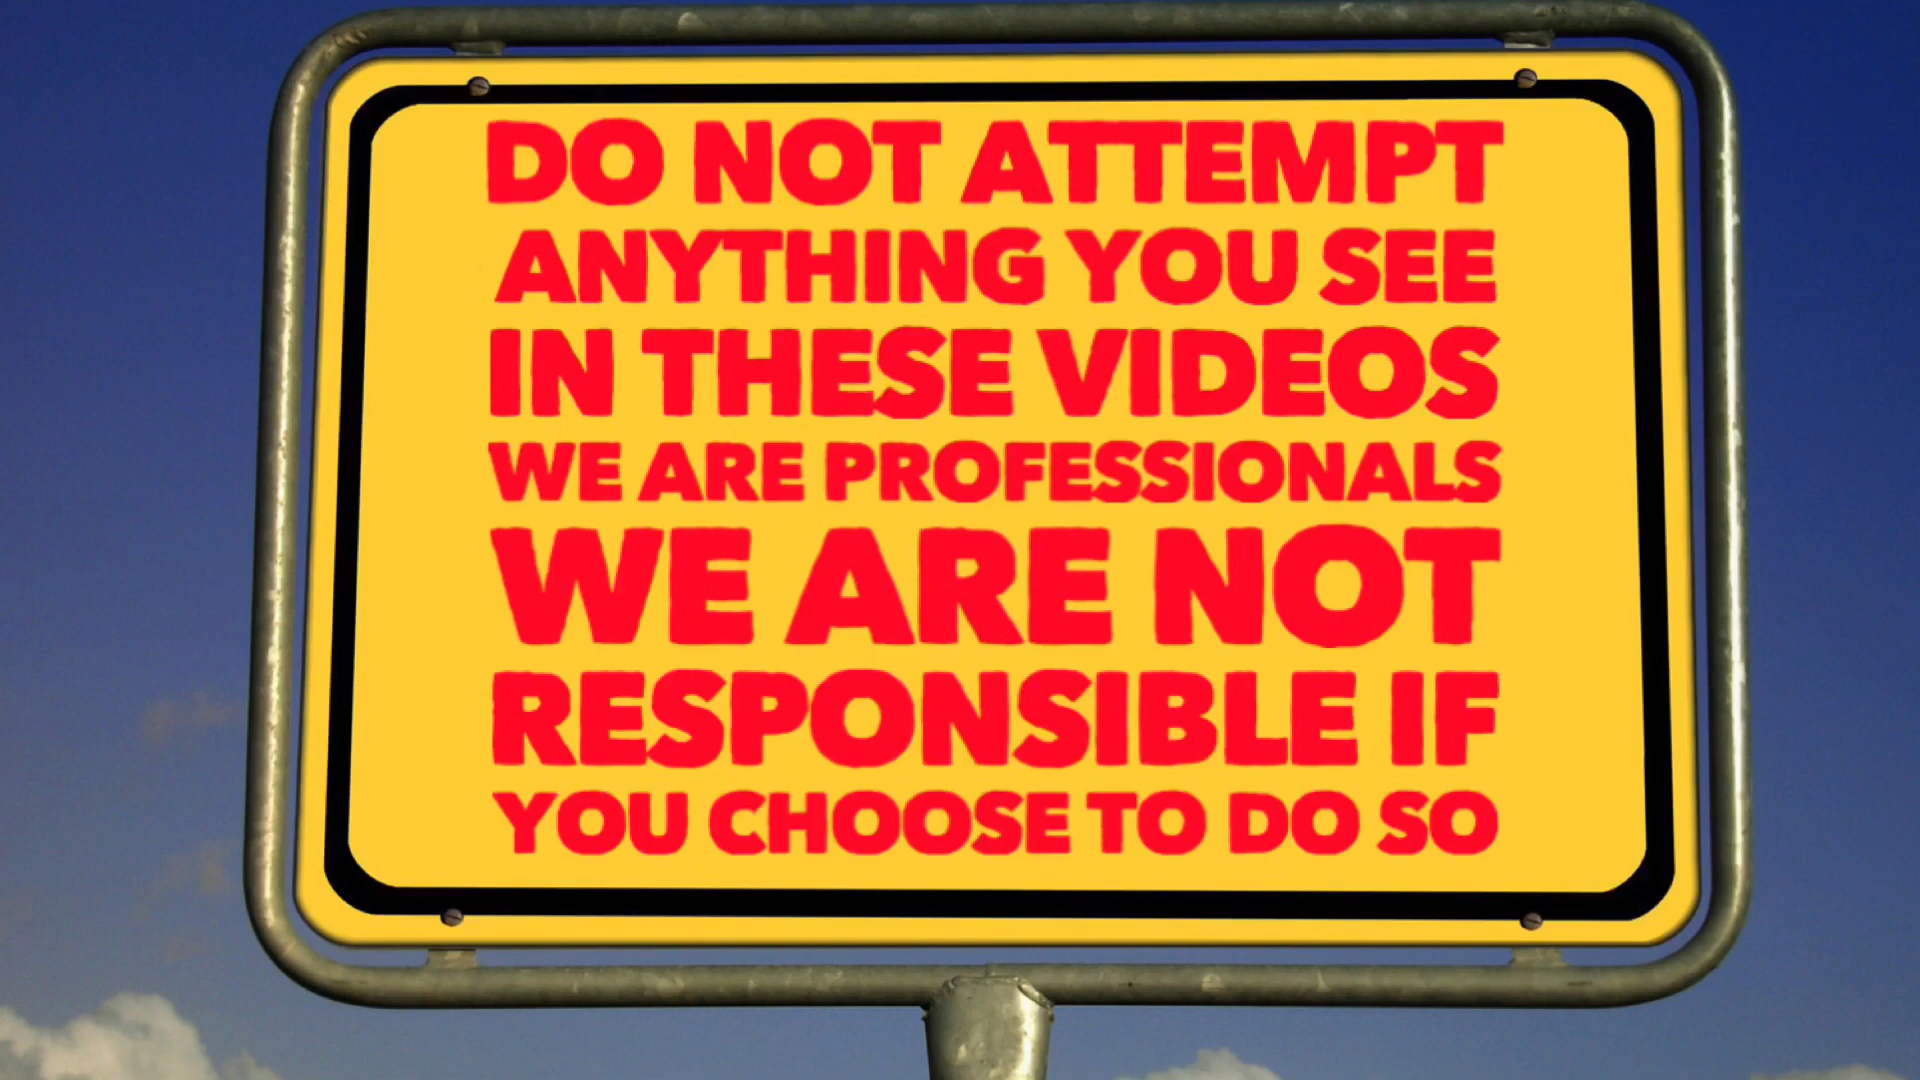 DO NOT ATTEMPT
ANYTHING YOU SEE
IN THESE VIDEOS
WE ARE PROFESSIONALS
WE ARE NOT
RESPONSIBLE IF
YOU CHOOSE TO DO SO